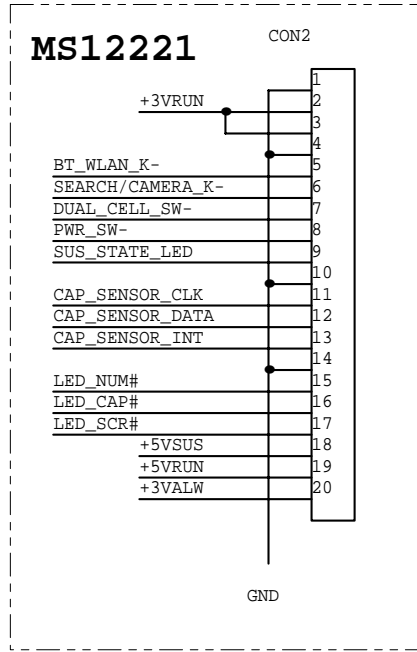 MS12221
CON2
1
+3VRUN 2
3
4
BT_WLAN_K- 5
SEARCH/CAMERA_K- 6
DUAL_CELL_SW- 7
PWR_SW- 8
SUS_STATE_LED 9
10
CAP_SENSOR_CLK 11
CAP_SENSOR_DATA 12
CAP_SENSOR_INT 13
14
LED_NUM# 15
LED_CAP# 16
LED_SCR# 17
+5VSUS 18
+5VRUN 19
+3VALW 20
GND